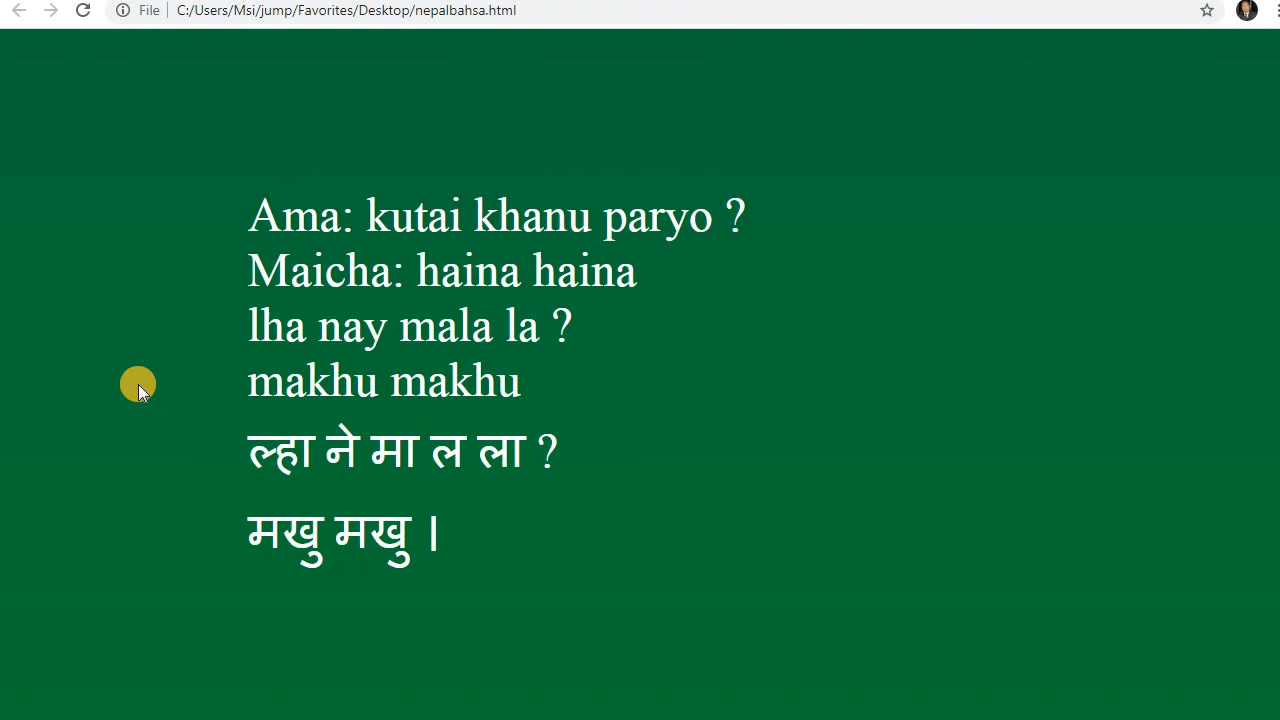 File
C:/Users/Msi/jump/Favorites/Desktop/nepalbahsa.html
Ama: kutai khanu paryo ?
Maicha: haina haina
lha nay mala la ?
makhu makhu
ल्हा ने मा ल ला ?
मखु मखु ।